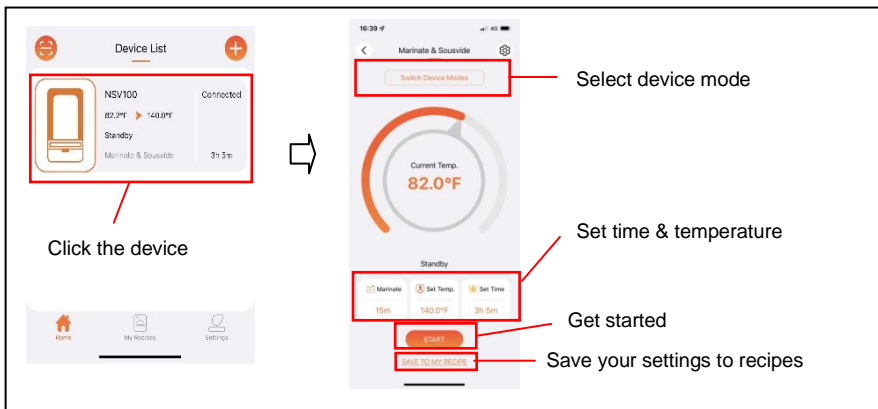 Device List
NSV100
Connected
82.2°F
140.0°F
Standby
Marinate & Sousvide
3h 5m
Click the device
Home
My Recipes
Settings
16:39
4G
Marinate & Sousvide
Switch Device Modes
Select device mode
Current Temp.
82.0°F
Set time & temperature
Standby
Marinate
Set Temp.
Set Time
15m
140.0°F
3h 5m
Get started
START
Save your settings to recipes
SAVE TO MY RECIPE